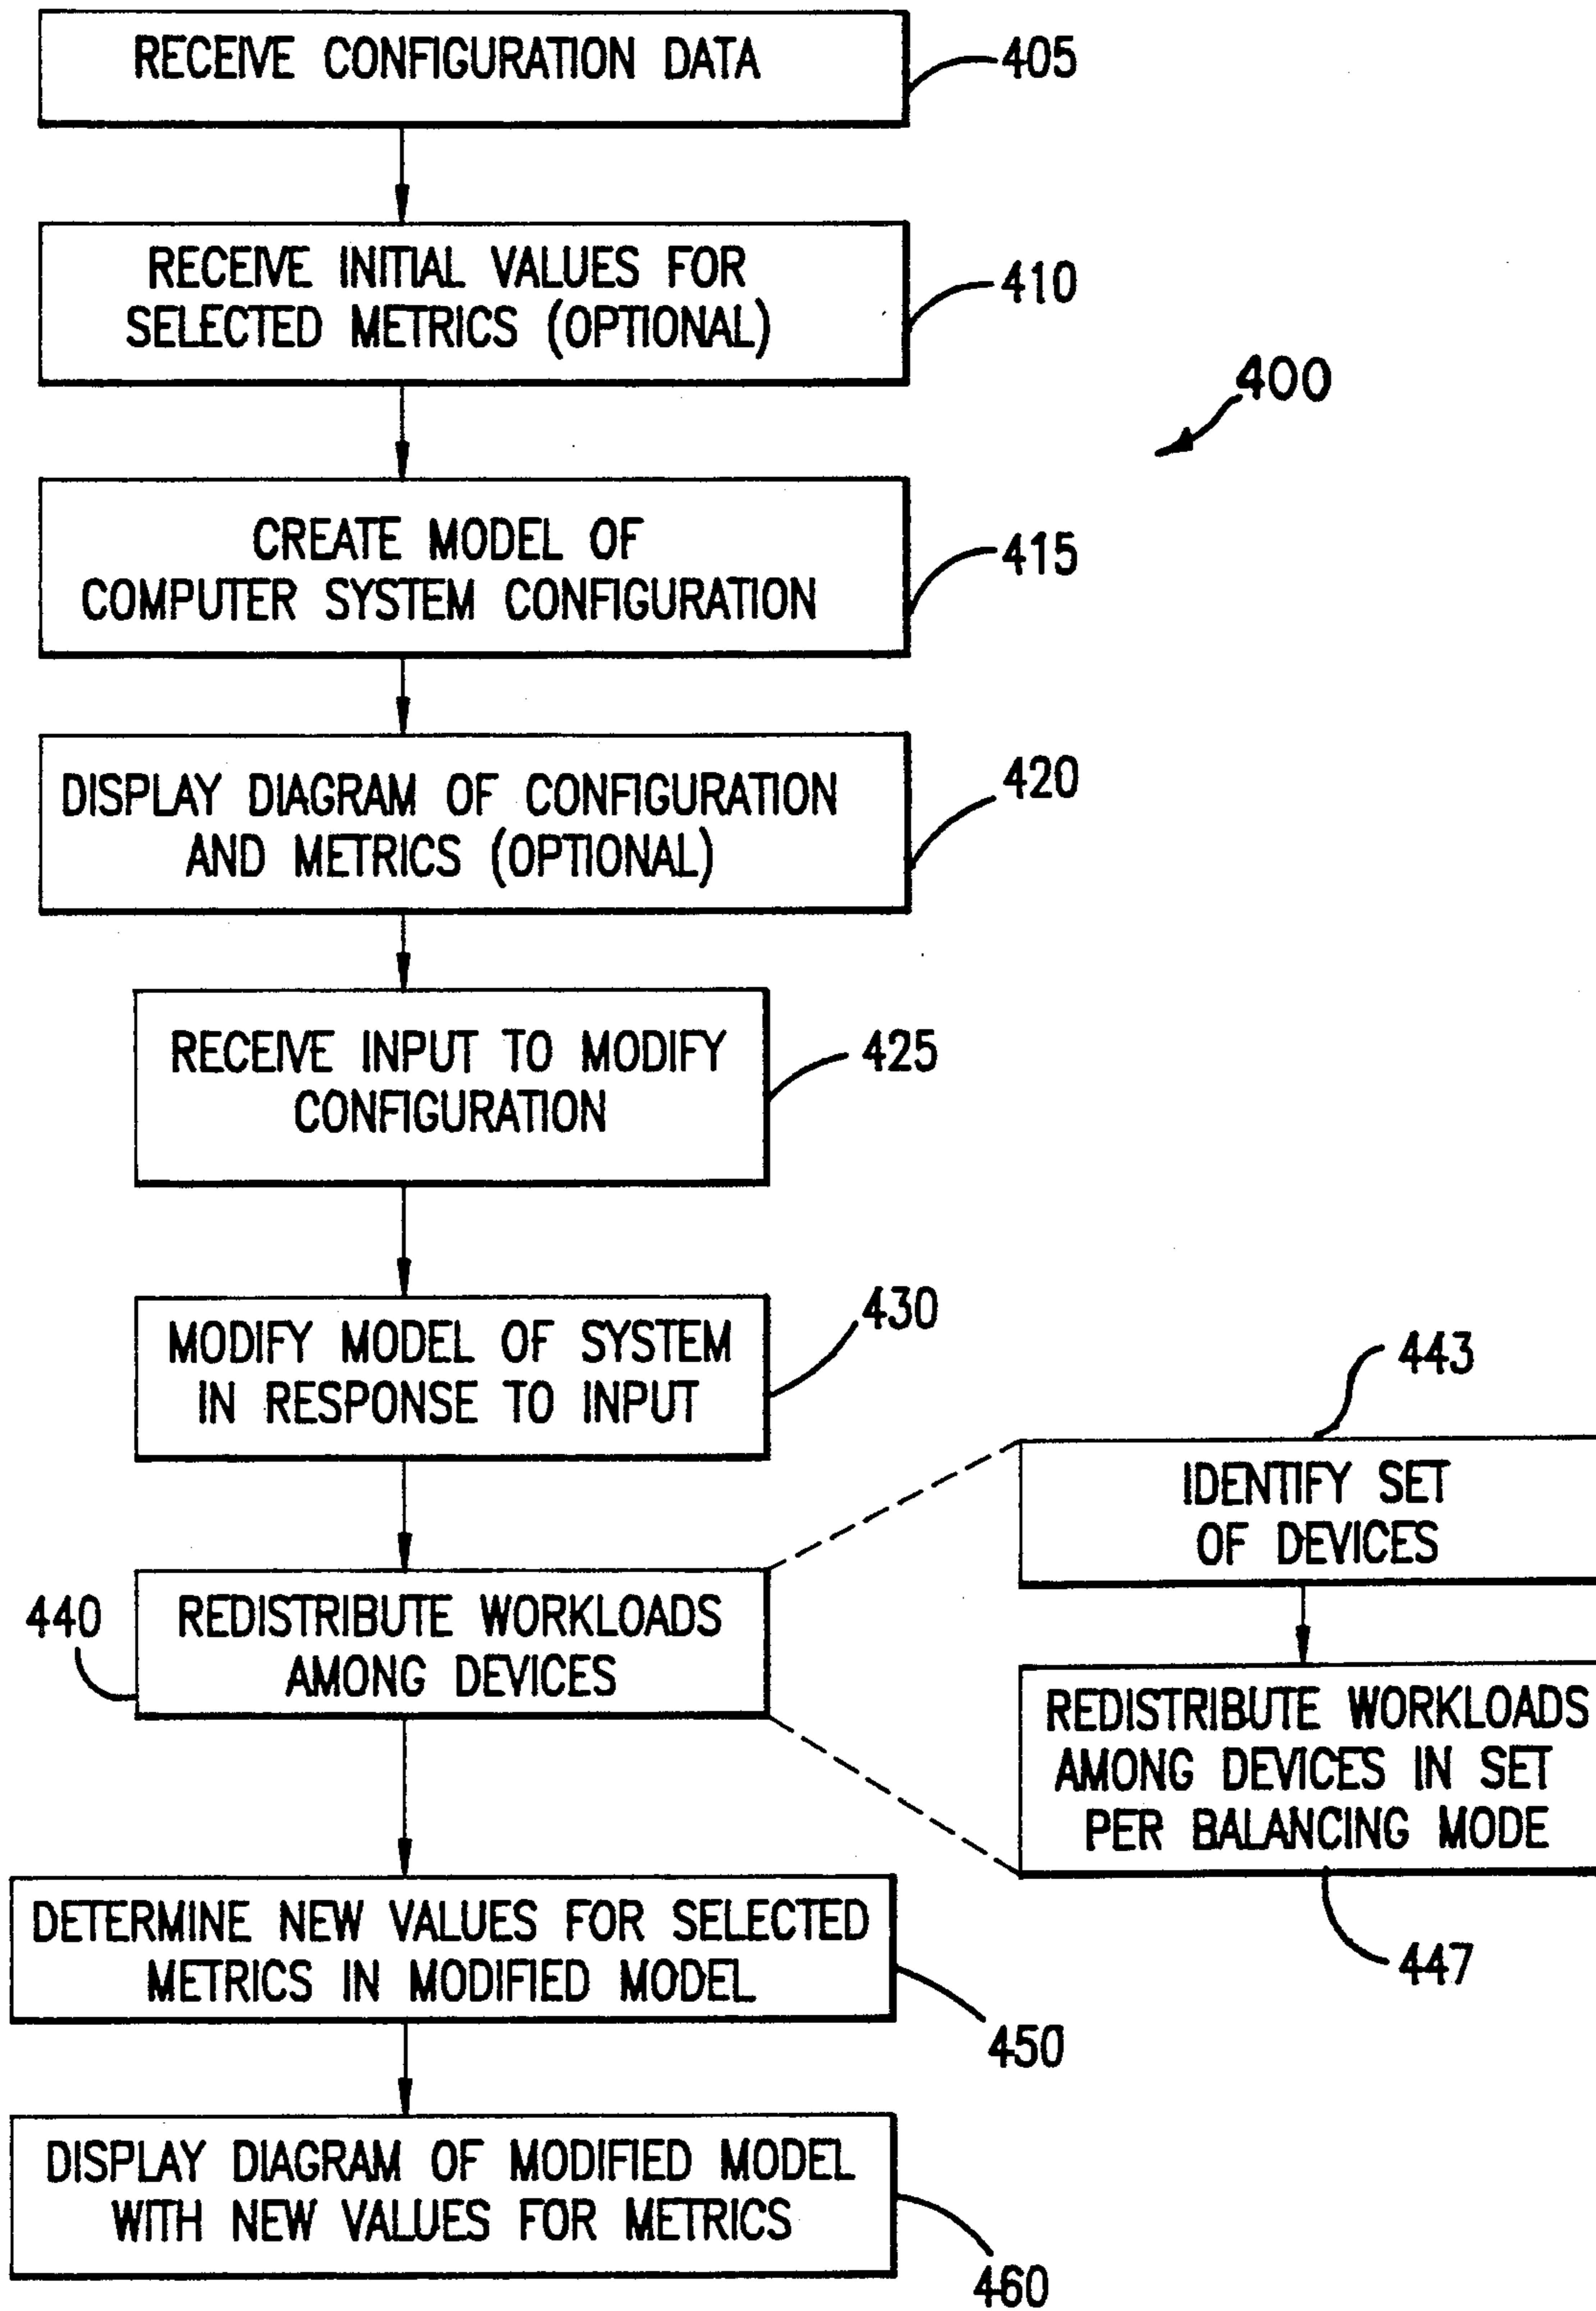 RECEIVE CONFIGURATION DATA
405
RECEIVE INITIAL VALUES FOR
SELECTED METRICS (OPTIONAL)
410
400
CREATE MODEL OF
COMPUTER SYSTEM CONFIGURATION
415
DISPLAY DIAGRAM OF CONFIGURATION
AND METRICS (OPTIONAL)
420
RECEIVE INPUT TO MODIFY
CONFIGURATION
425
MODIFY MODEL OF SYSTEM
IN RESPONSE TO INPUT
430
440
REDISTRIBUTE WORKLOADS
AMONG DEVICES
443
IDENTIFY SET
OF DEVICES
REDISTRIBUTE WORKLOADS
AMONG DEVICES IN SET
PER BALANCING MODE
447
DETERMINE NEW VALUES FOR SELECTED
METRICS IN MODIFIED MODEL
450
DISPLAY DIAGRAM OF MODIFIED MODEL
WITH NEW VALUES FOR METRICS
460